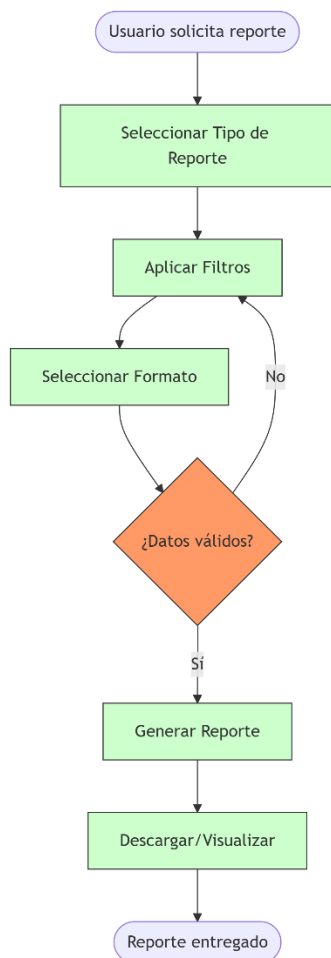 Usuario solicita reporte
Seleccionar Tipo de
Reporte
Aplicar Filtros
Seleccionar Formato
No
¿Datos válidos?
Sí
Generar Reporte
Descargar/Visualizar
Reporte entregado